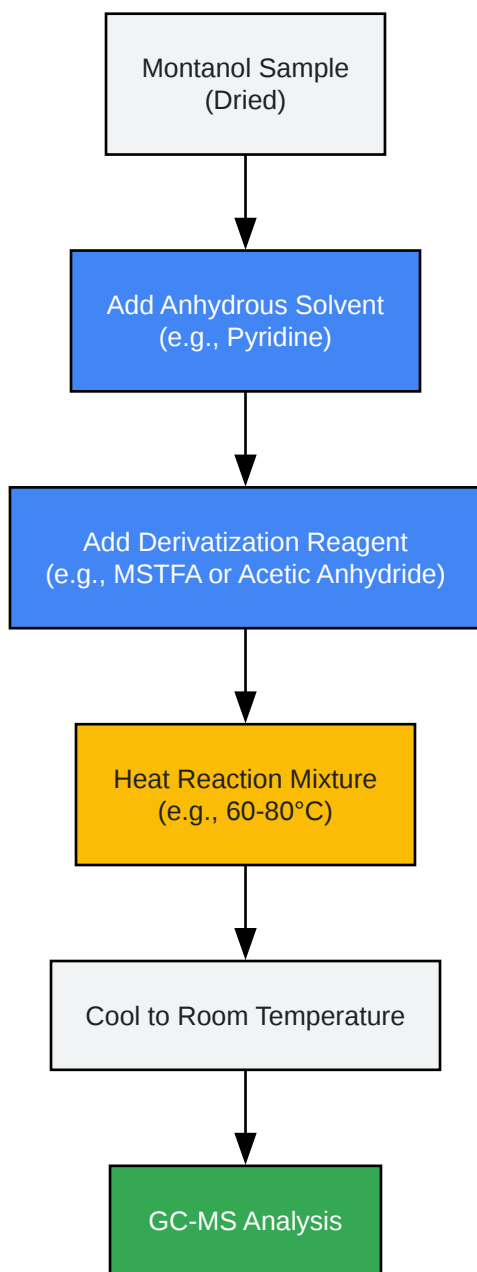 Montanol Sample
(Dried)
Add Anhydrous Solvent
(e.g., Pyridine)
Add Derivatization Reagent
(e.g., MSTFA or Acetic Anhydride)
Heat Reaction Mixture
(e.g., 60-80°C)
Cool to Room Temperature
GC-MS Analysis